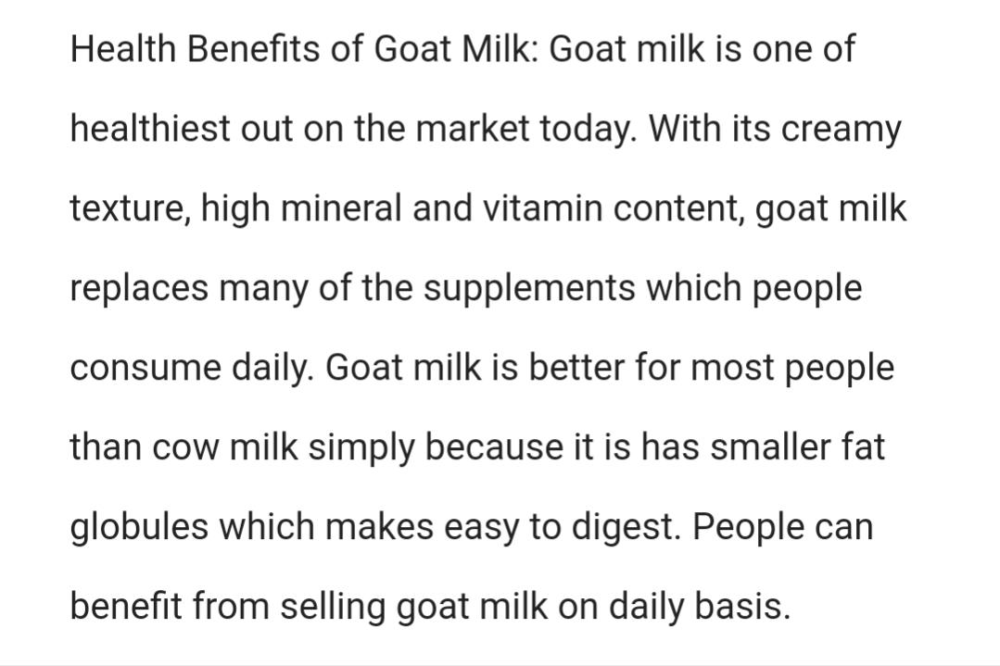 Health Benefits of Goat Milk: Goat milk is one of
healthiest out on the market today. With its creamy
texture, high mineral and vitamin content, goat milk
replaces many of the supplements which people
consume daily. Goat milk is better for most people
than cow milk simply because it is has smaller fat
globules which makes easy to digest. People can
benefit from selling goat milk on daily basis.